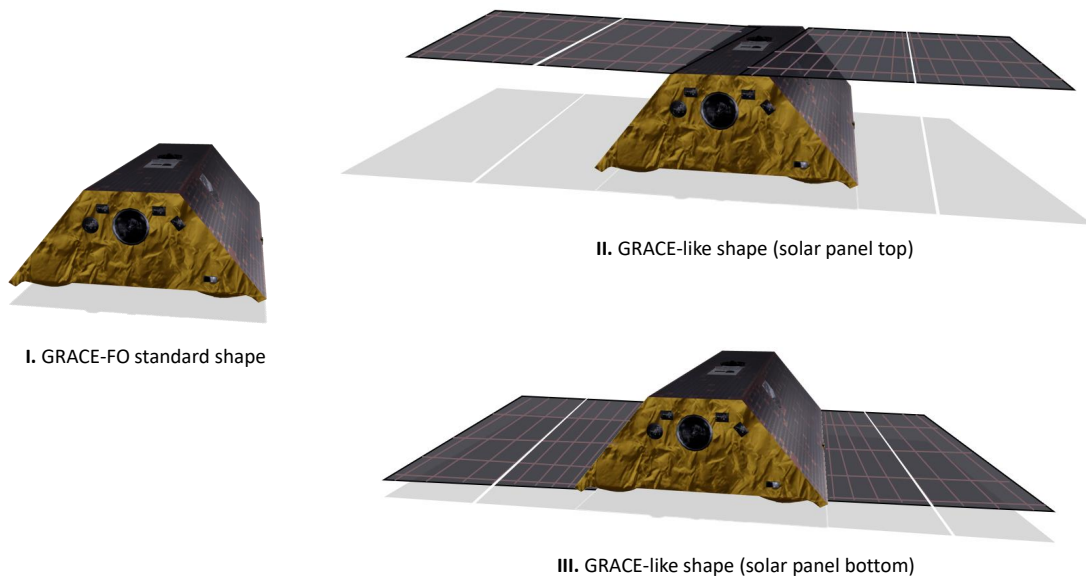 II. GRACE-like shape (solar panel top)
I. GRACE-FO standard shape
III. GRACE-like shape (solar panel bottom)